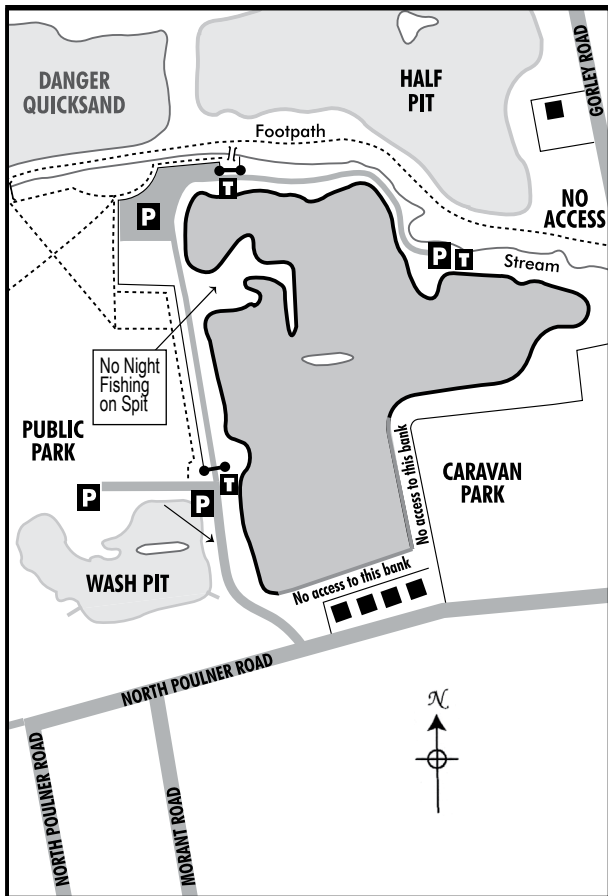 DANGER
QUICKSAND
HALF
PIT
GORLEY ROAD
Footpath
T
P
NO
ACCESS
P
T
Stream
No Night
Fishing
on Spit
PUBLIC
PARK
No access to this bank
CARAVAN
PARK
P
P
T
WASH PIT
No access to this bank
NORTH POULNER ROAD
N
NORTH POULNER ROAD
MORANT ROAD